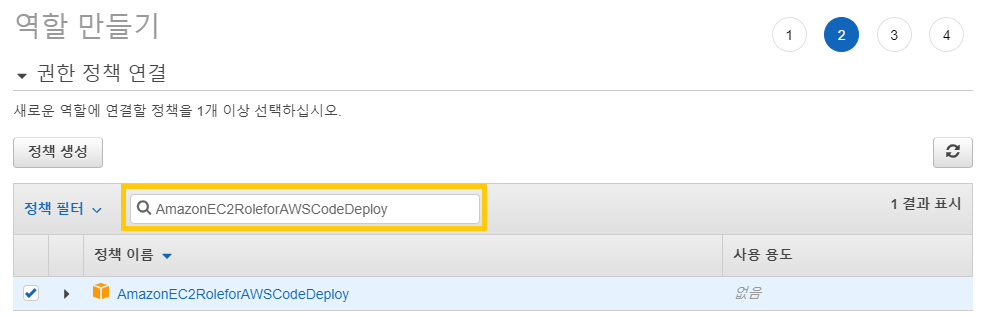 역할 만들기
1 2 3 4
권한 정책 연결
새로운 역할에 연결할 정책을 1개 이상 선택하십시오.
정책 생성
정책 필터 AmazonEC2RoleforAWSCodeDeploy 1 결과 표시
정책 이름 사용 용도
AmazonEC2RoleforAWSCodeDeploy 없음